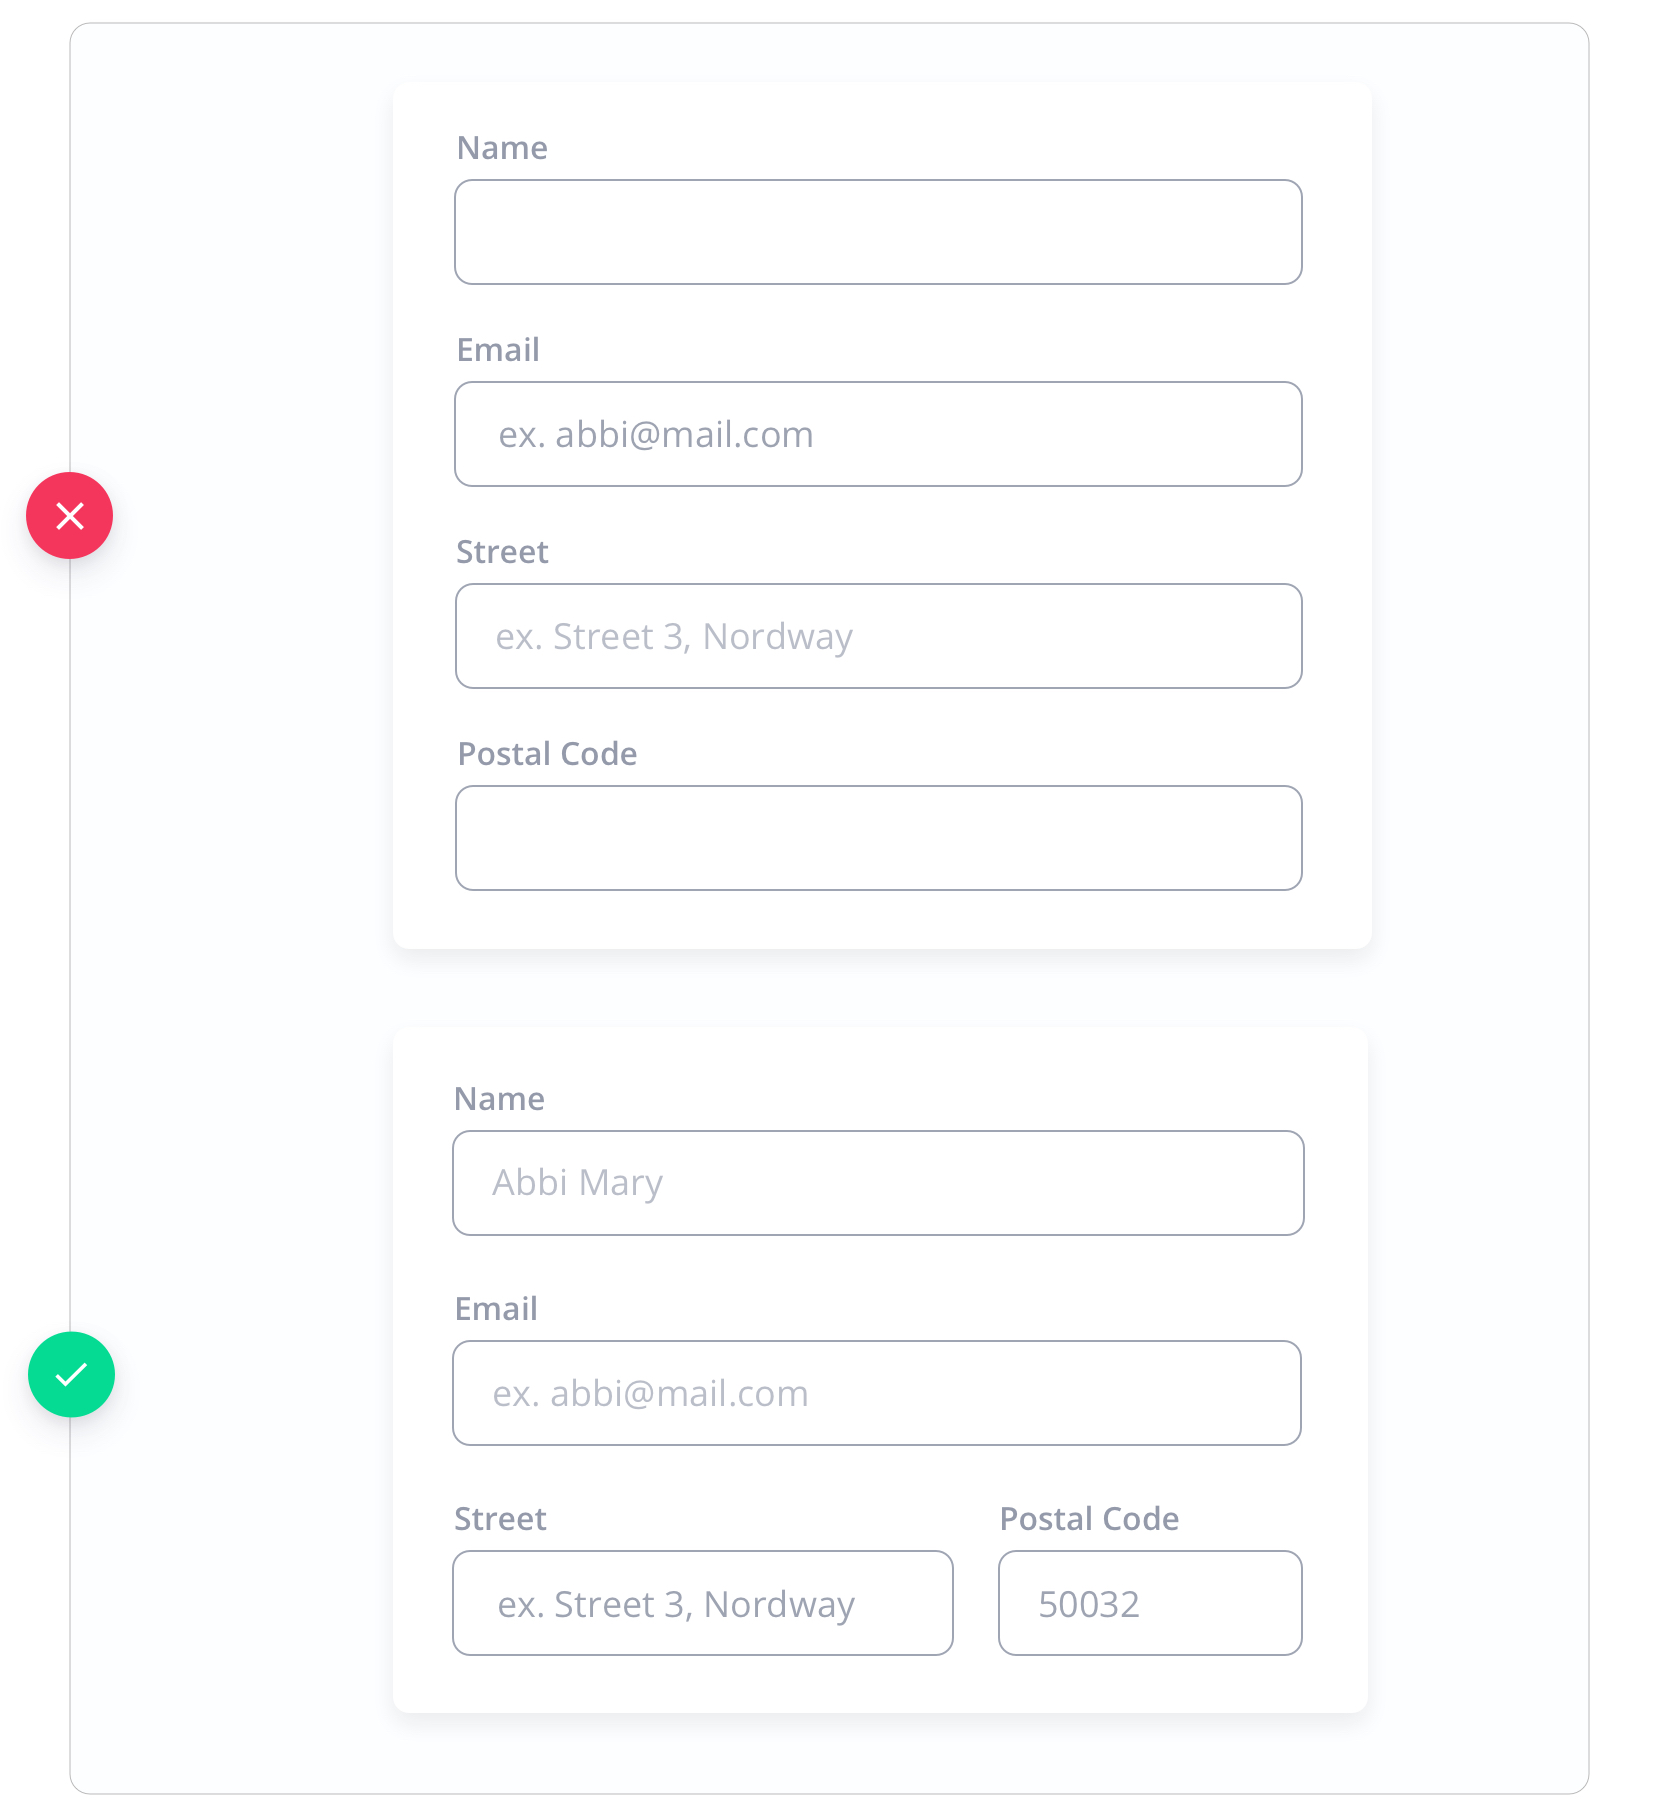 Name
Email
ex. abbi@mail.com
Street
ex. Street 3, Nordway
Postal Code
Name
Abbi Mary
Email
ex. abbi@mail.com
Street
Postal Code
ex. Street 3, Nordway
50032